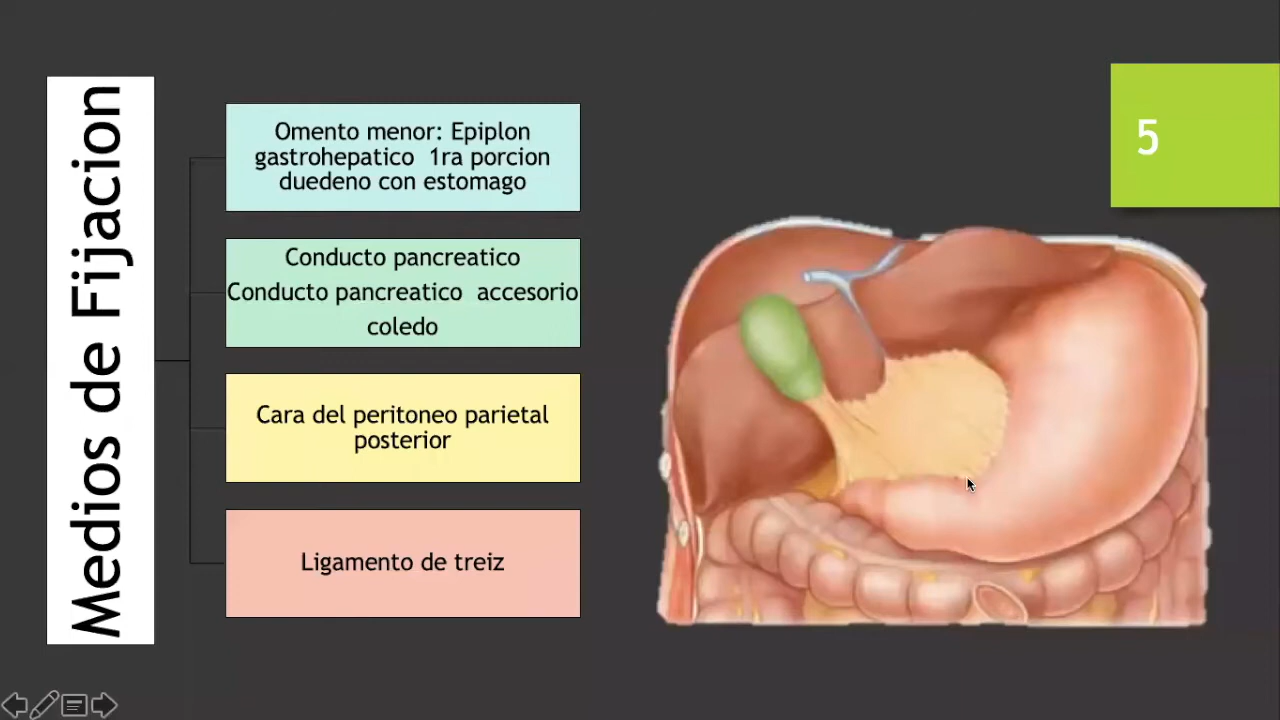 Medios de Fijacion
Omento menor: Epiplon
gastrohepatico 1ra porcion
duedeno con estomago
Conducto pancreatico
Conducto pancreatico accesorio
coledo
Cara del peritoneo parietal
posterior
Ligamento de treiz
5